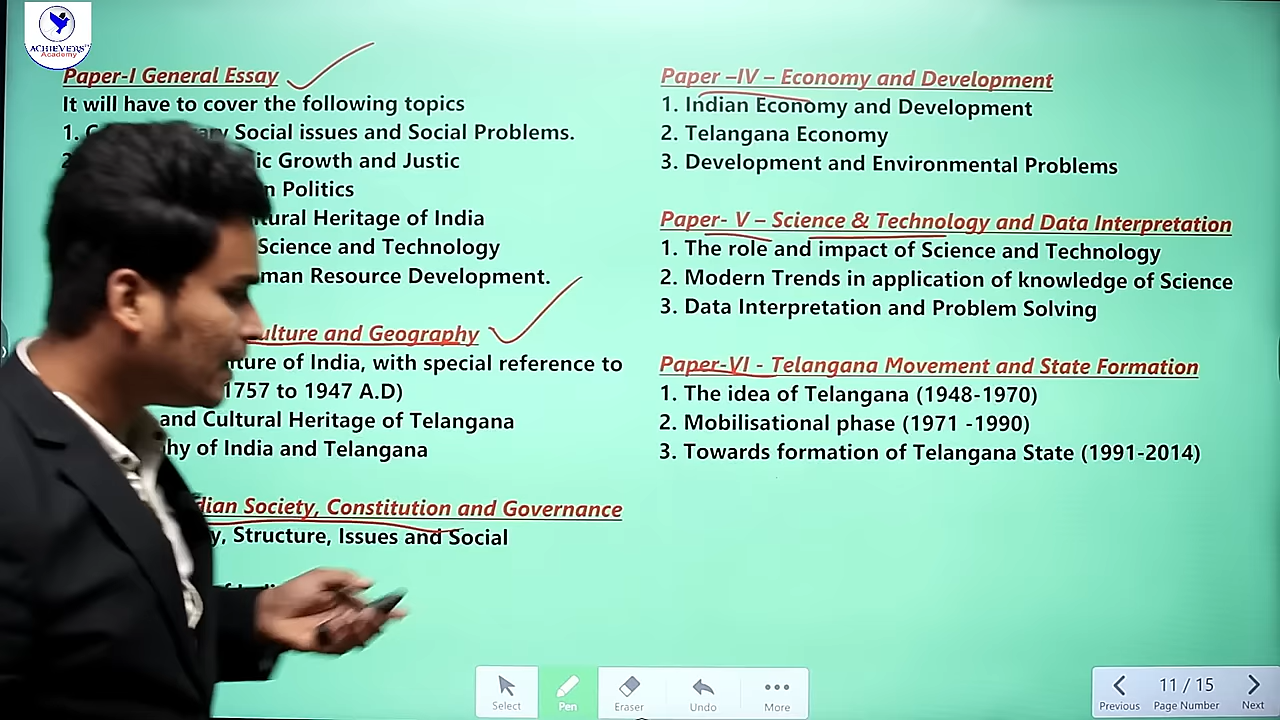 ACHIEVERS
Academy
Paper-I General Essay
It will have to cover the following topics
1. Social issues and Social Problems.
Growth and Justic
Politics
Heritage of India
Science and Technology
Resource Development.
and Geography
of India, with special reference to
1757 to 1947 A.D)
and Cultural Heritage of Telangana
of India and Telangana
Society, Constitution and Governance
Structure, Issues and Social
Paper –IV – Economy and Development
1. Indian Economy and Development
2. Telangana Economy
3. Development and Environmental Problems
Paper- V – Science & Technology and Data Interpretation
1. The role and impact of Science and Technology
2. Modern Trends in application of knowledge of Science
3. Data Interpretation and Problem Solving
Paper-VI - Telangana Movement and State Formation
1. The idea of Telangana (1948-1970)
2. Mobilisational phase (1971 -1990)
3. Towards formation of Telangana State (1991-2014)
Select Pen Eraser Undo More
11 / 15
Previous Page Number Next